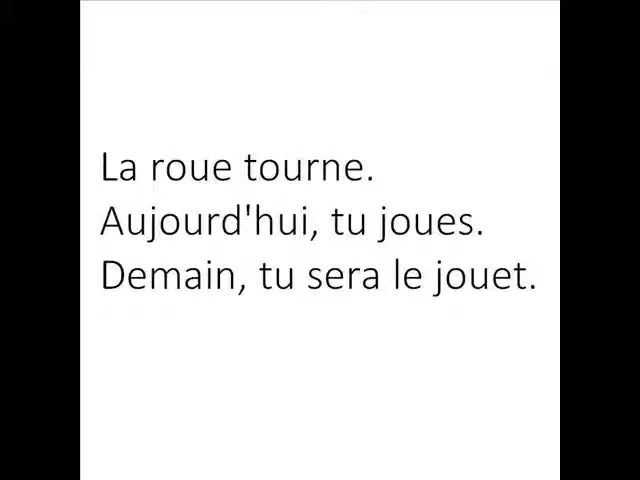 La roue tourne.
Aujourd'hui, tu joues.
Demain, tu sera le jouet.